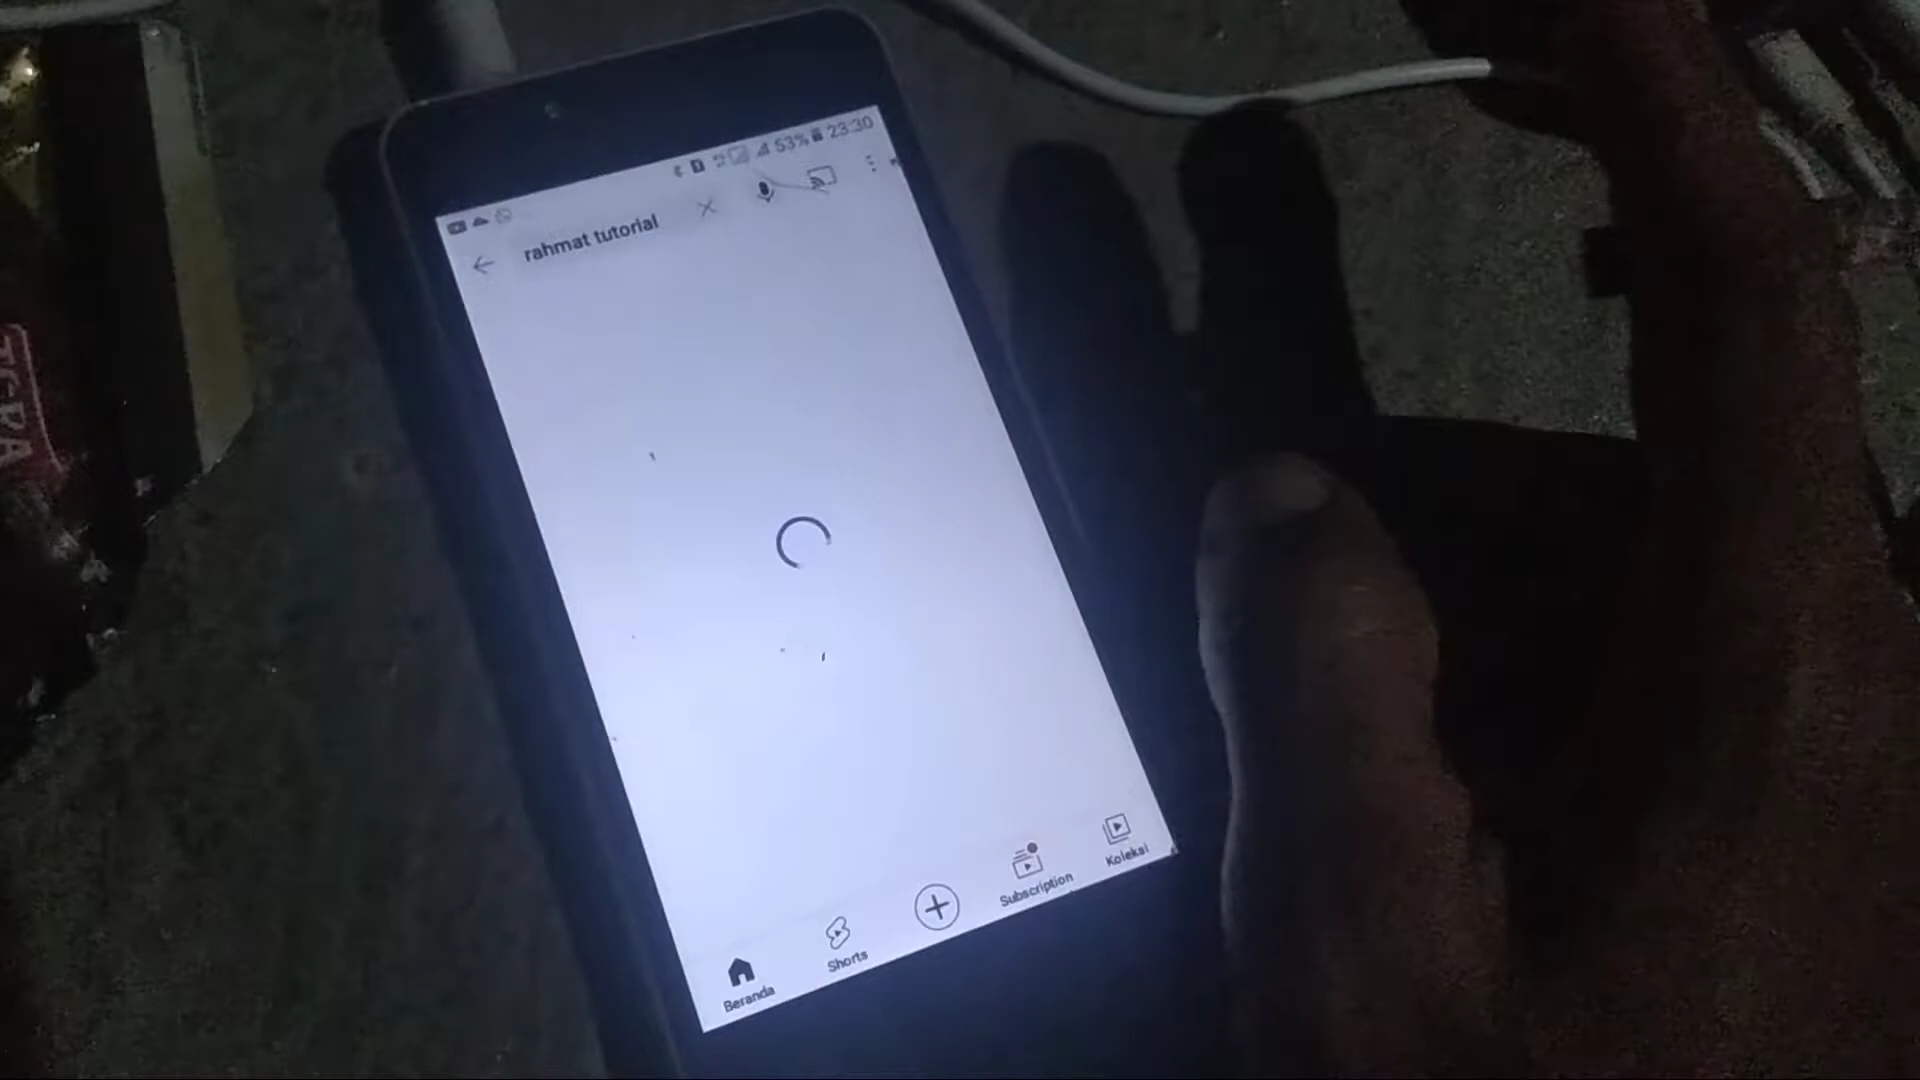 53% 23:30
rahmat tutorial
Beranda
Shorts
Subscription
Koleksi